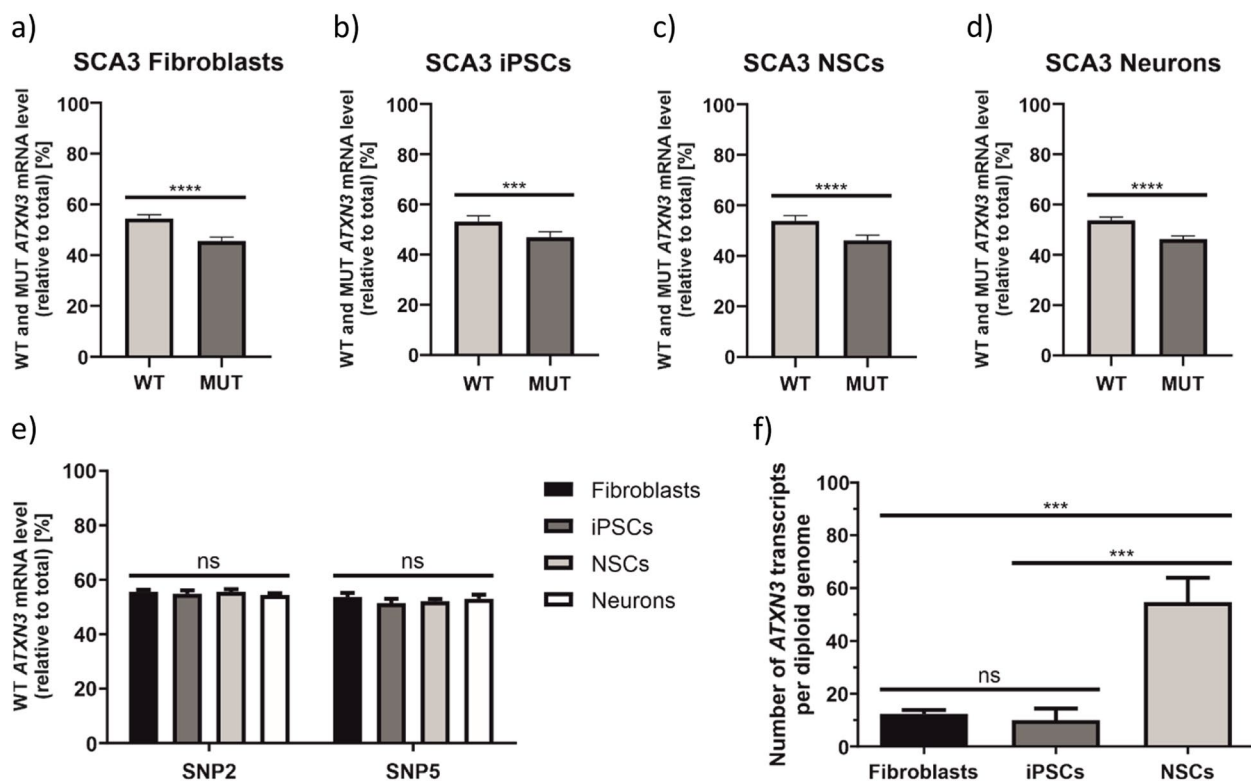 a)
SCA3 Fibroblasts
WT and MUT ATXN3 mRNA level
(relative to total) [%]
100
80
60
40
20
0
****
WT
MUT
b)
SCA3 iPSCs
WT and MUT ATXN3 mRNA level
(relative to total) [%]
100
80
60
40
20
0
***
WT
MUT
c)
SCA3 NSCs
WT and MUT ATXN3 mRNA level
(relative to total) [%]
100
80
60
40
20
0
****
WT
MUT
d)
SCA3 Neurons
WT and MUT ATXN3 mRNA level
(relative to total) [%]
100
80
60
40
20
0
****
WT
MUT
e)
WT ATXN3 mRNA level
(relative to total) [%]
100
80
60
40
20
0
ns
ns
SNP2
SNP5
Fibroblasts
iPSCs
NSCs
Neurons
f)
Number of ATXN3 transcripts
per diploid genome
100
80
60
40
20
0
***
***
ns
Fibroblasts
iPSCs
NSCs